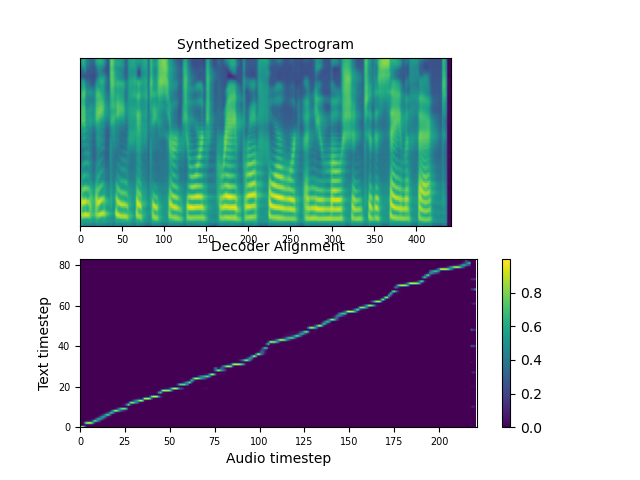 Synthetized Spectrogram
0 50 100 150 200 250 300 350 400
Decoder Alignment
80
60
40
20
0
Text timestep
0 25 50 75 100 125 150 175 200
Audio timestep
0.8
0.6
0.4
0.2
0.0